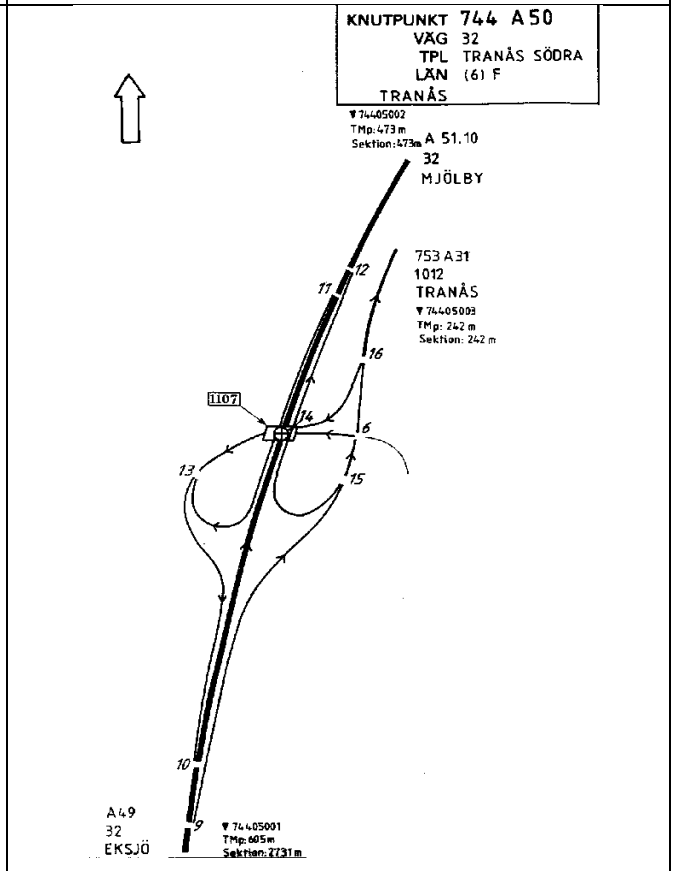 KNUTPUNKT 744 A50
VÄG 32
TPL TRANÅS SÖDRA
LÄN (6) F
TRANÅS
▼ 74405002
TMp: 473 m
Sektion: 473m
A 51.10
32
MJÖLBY
753 A31
1012
TRANÅS
▼ 74405003
TMp: 242 m
Sektion: 242 m
12
11
16
1107
14
6
13
15
10
9
A49
32
EKSJÖ
▼ 74405001
TMp: 605m
Sektion: 2731m